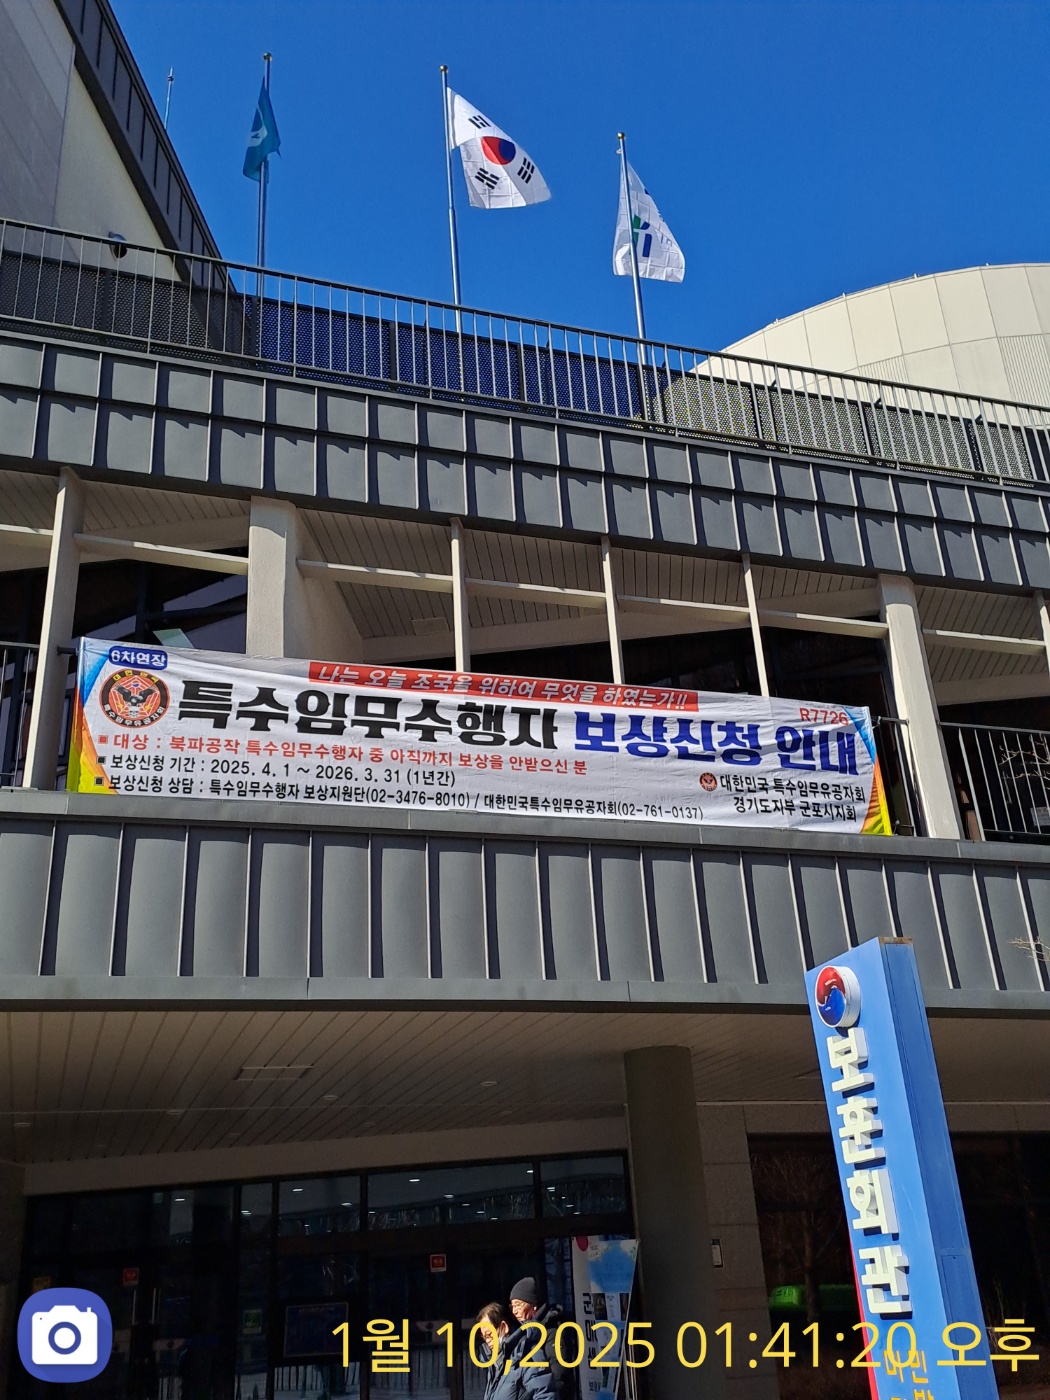 6차연장
나는 오늘 조국을 위하여 무엇을 하였는가!!
R7726
특수임무수행자 보상신청 안내
대상 : 북파공작 특수임무수행자 중 아직까지 보상을 안받으신 분
보상신청 기간 : 2025. 4. 1 ~ 2026. 3. 31 (1년간)
보상신청 상담 : 특수임무수행자 보상지원단(02-3476-8010) / 대한민국특수임무유공자회(02-761-0137)
대한민국 특수임무유공자회
경기도지부 군포시지회
보훈회관
1월 10,2025 01:41:20 오후